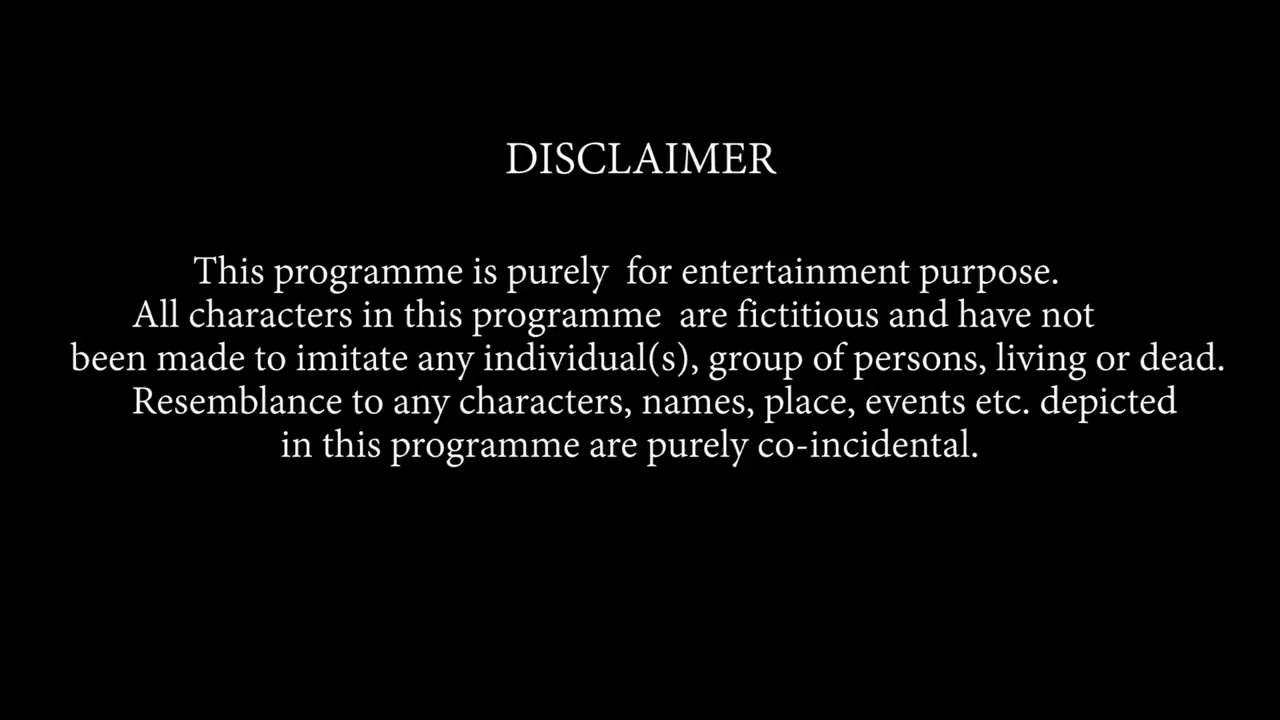 DISCLAIMER
This programme is purely  for entertainment purpose.
All characters in this programme  are fictitious and have not
been made to imitate any individual(s), group of persons, living or dead.
Resemblance to any characters, names, place, events etc. depicted
in this programme are purely co-incidental.